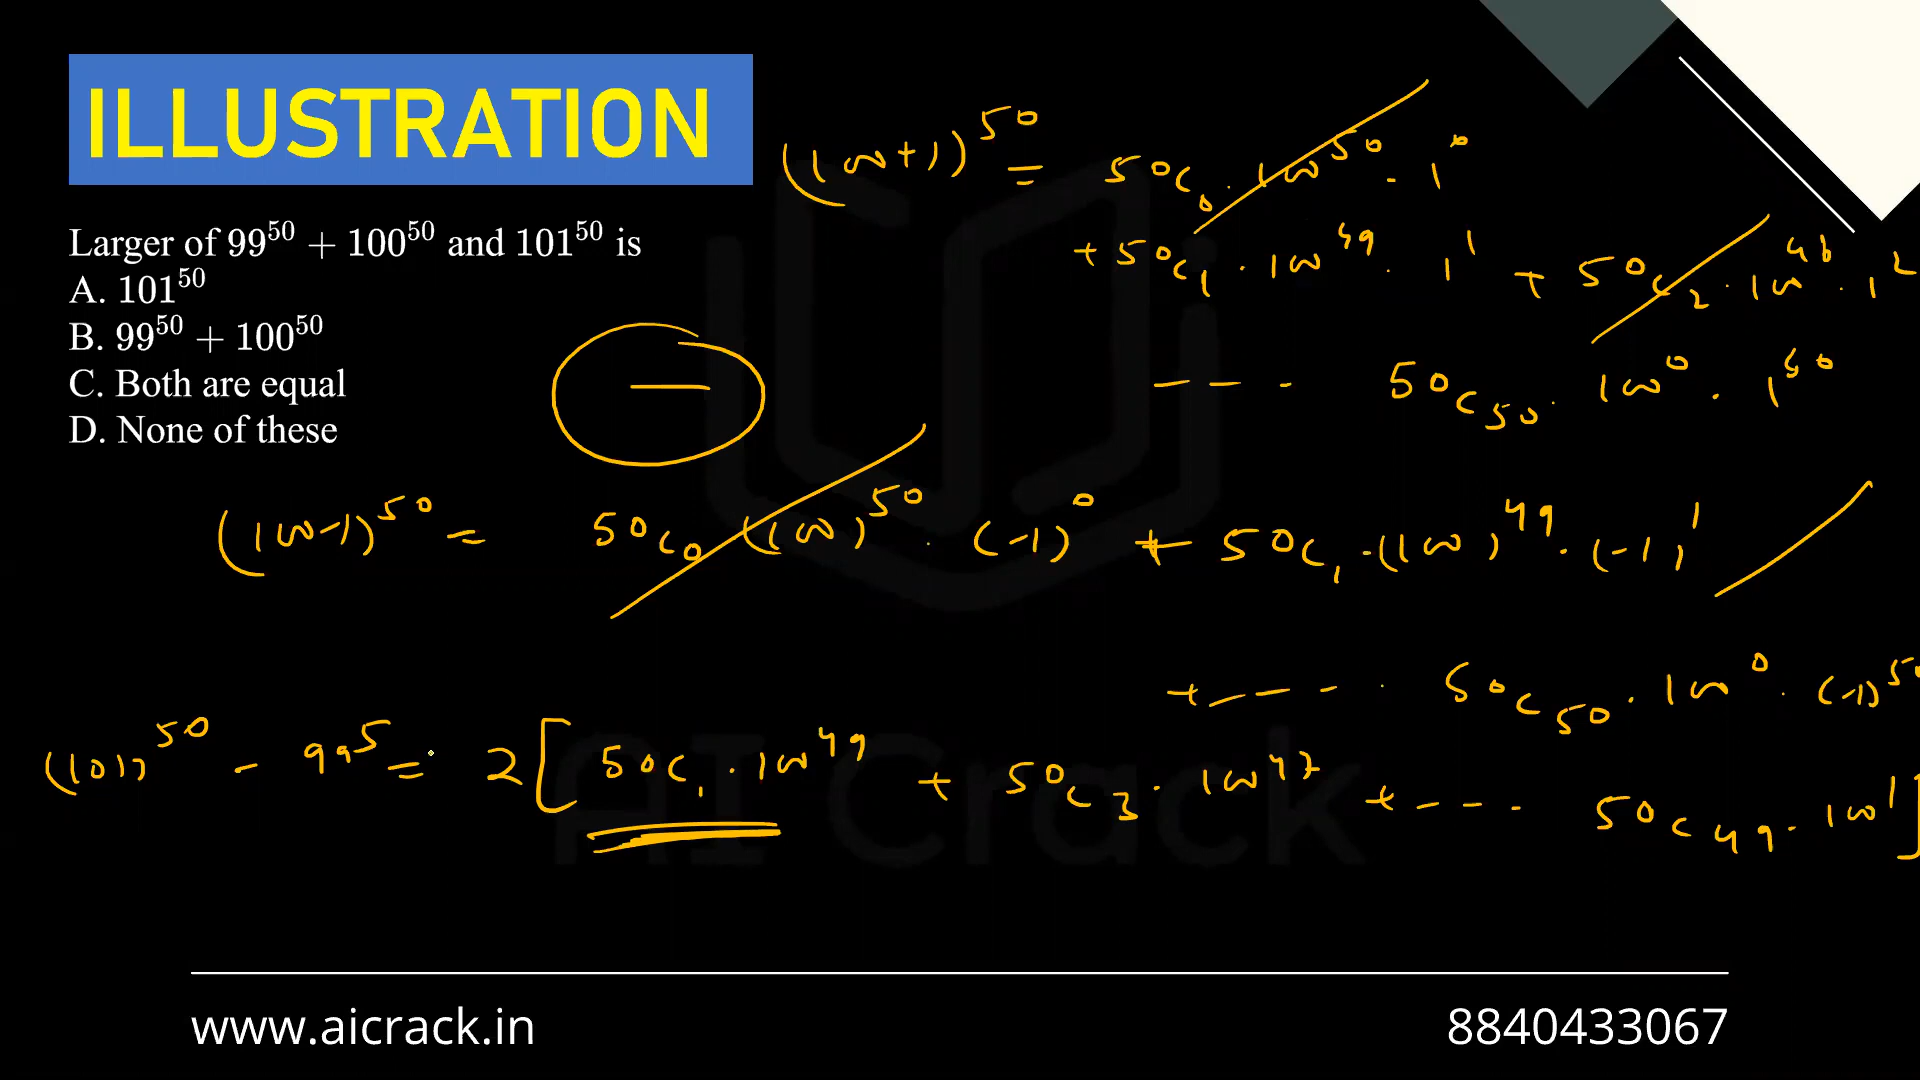 ILLUSTRATION
Larger of 99^50 + 100^50 and 101^50 is
A. 101^50
B. 99^50 + 100^50
C. Both are equal
D. None of these
(100+1)^50 = 50C0 . 100^50 . 1^0
+ 50C1 . 100^49 . 1^1 + 50C2 . 100^48 . 1^2
---- 50C50 . 100^0 . 1^50
(100-1)^50 = 50C0 (100)^50 . (-1)^0 + 50C1 . (100)^49 . (-1)^1
+---- . 50C50 . 100^0 . (-1)^50
(101)^50 - 99^5 = 2[50C1 . 100^49 + 50C3 . 100^47 + ---- 50C49 . 100^1]
AI Crack
www.aicrack.in
8840433067